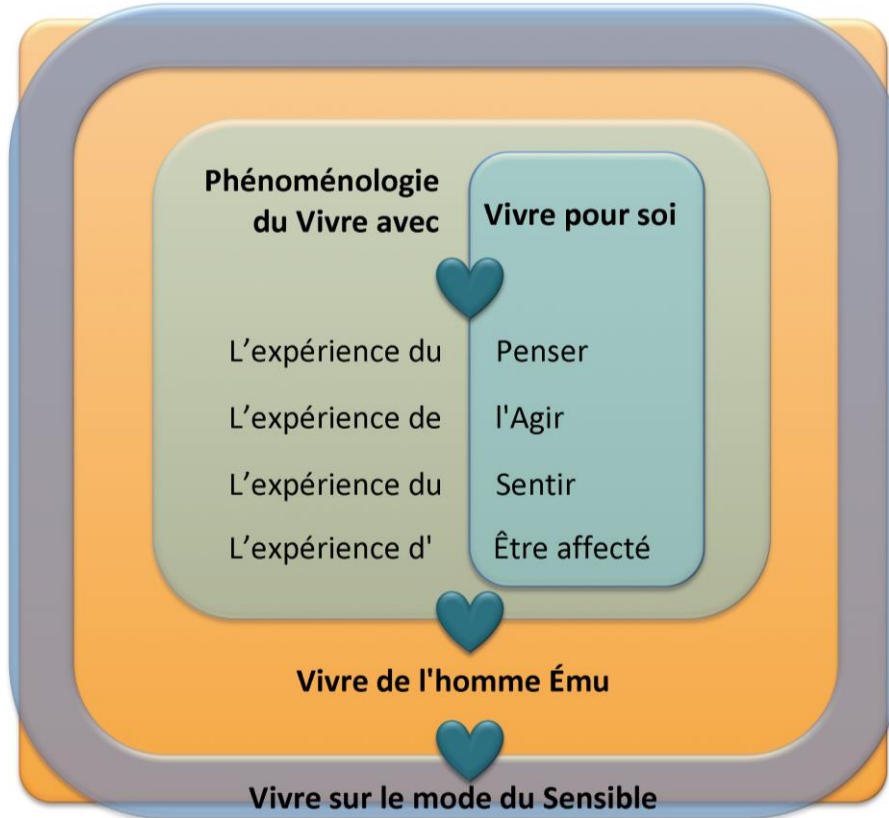 Phénoménologie
du Vivre avec
Vivre pour soi
L'expérience du Penser
L'expérience de l'Agir
L'expérience du Sentir
L'expérience d' Être affecté
Vivre de l'homme Ému
Vivre sur le mode du Sensible